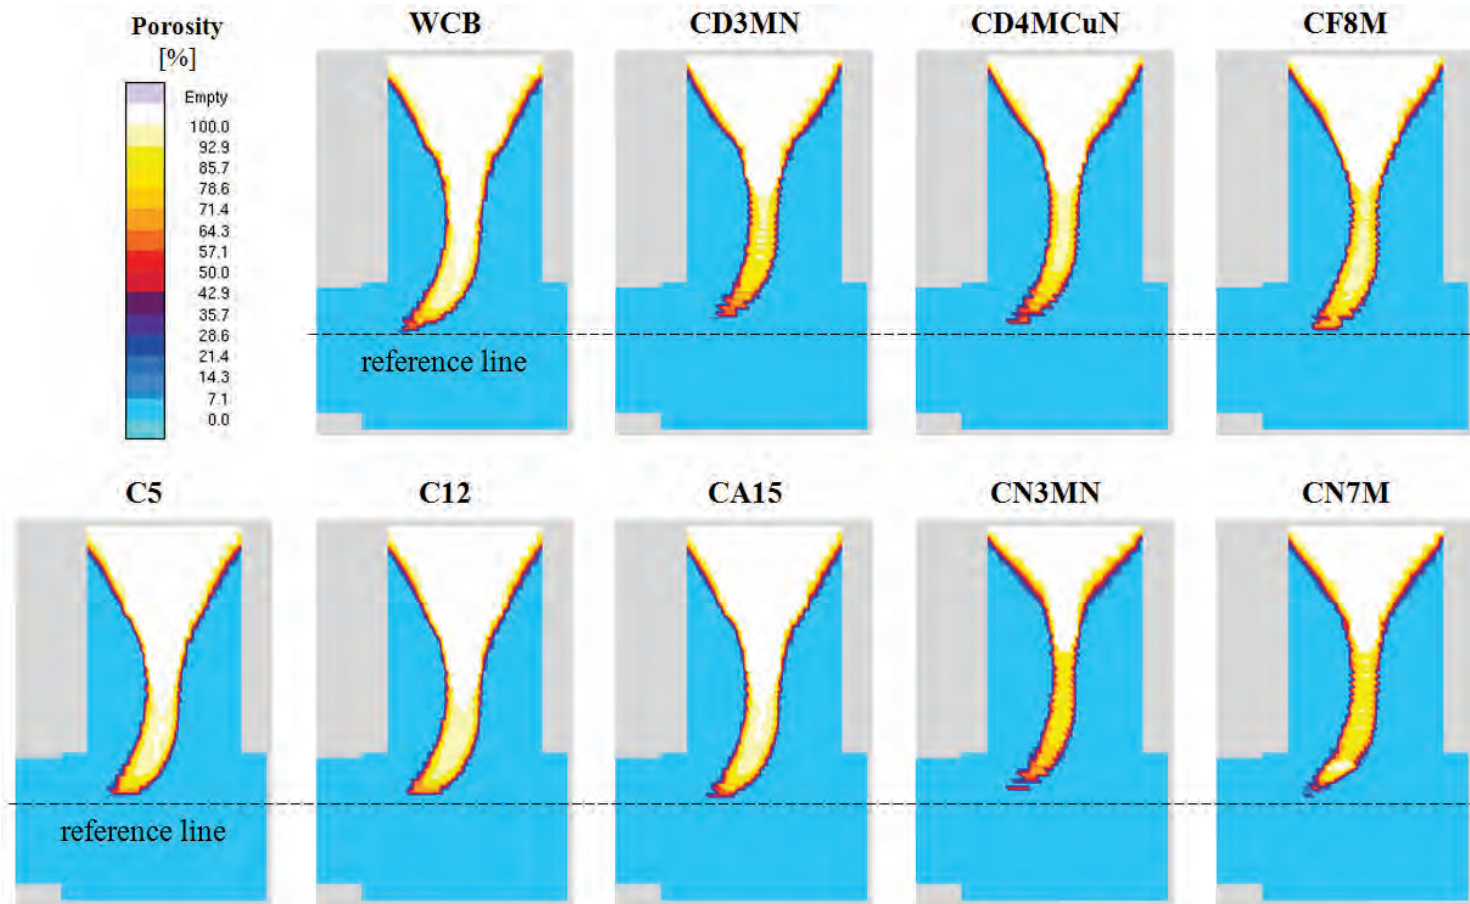 Porosity
[%]
Empty
100.0
92.9
85.7
78.6
71.4
64.3
57.1
50.0
42.9
35.7
28.6
21.4
14.3
7.1
0.0
WCB
CD3MN
CD4MCuN
CF8M
reference line
C5
C12
CA15
CN3MN
CN7M
reference line